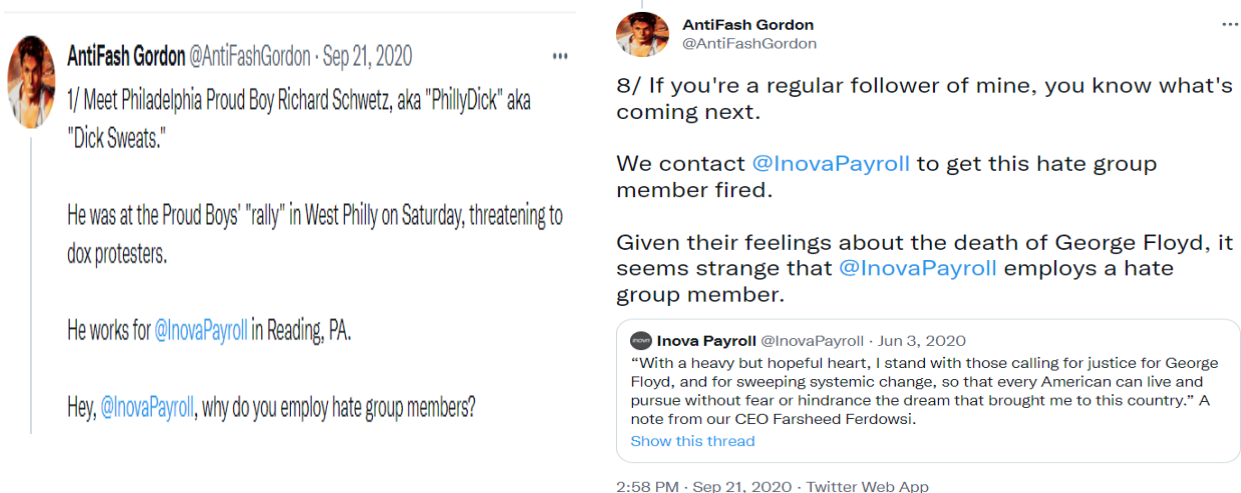 AntiFash Gordon @AntiFashGordon · Sep 21, 2020
1/ Meet Philadelphia Proud Boy Richard Schwetz, aka "PhillyDick" aka
"Dick Sweats."
He was at the Proud Boys' "rally" in West Philly on Saturday, threatening to
dox protesters.
He works for @InovaPayroll in Reading, PA.
Hey, @InovaPayroll, why do you employ hate group members?
AntiFash Gordon
@AntiFashGordon
8/ If you're a regular follower of mine, you know what's
coming next.
We contact @InovaPayroll to get this hate group
member fired.
Given their feelings about the death of George Floyd, it
seems strange that @InovaPayroll employs a hate
group member.
inova Inova Payroll @InovaPayroll · Jun 3, 2020
“With a heavy but hopeful heart, I stand with those calling for justice for George
Floyd, and for sweeping systemic change, so that every American can live and
pursue without fear or hindrance the dream that brought me to this country.” A
note from our CEO Farsheed Ferdowsi.
Show this thread
2:58 PM · Sep 21, 2020 · Twitter Web App